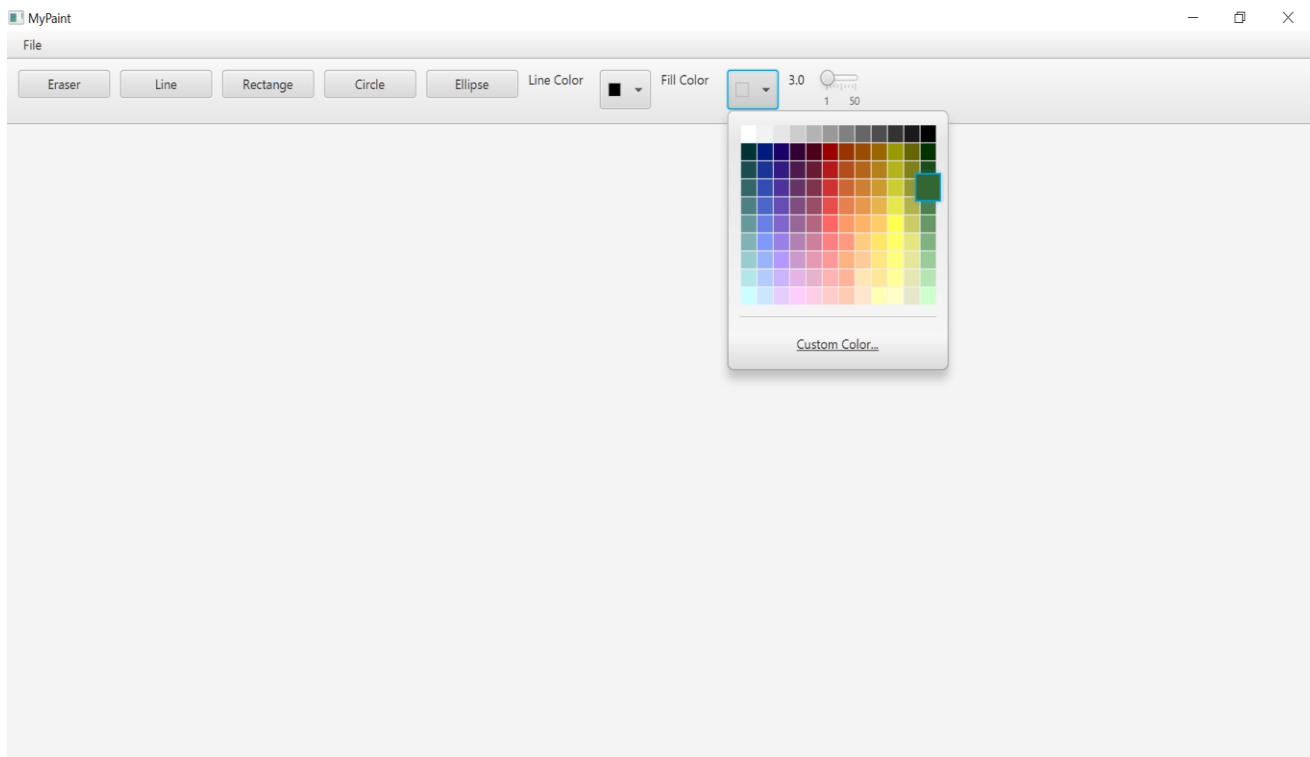 MyPaint
File
Eraser Line Rectange Circle Ellipse Line Color Fill Color 3.0
1 50
Custom Color...